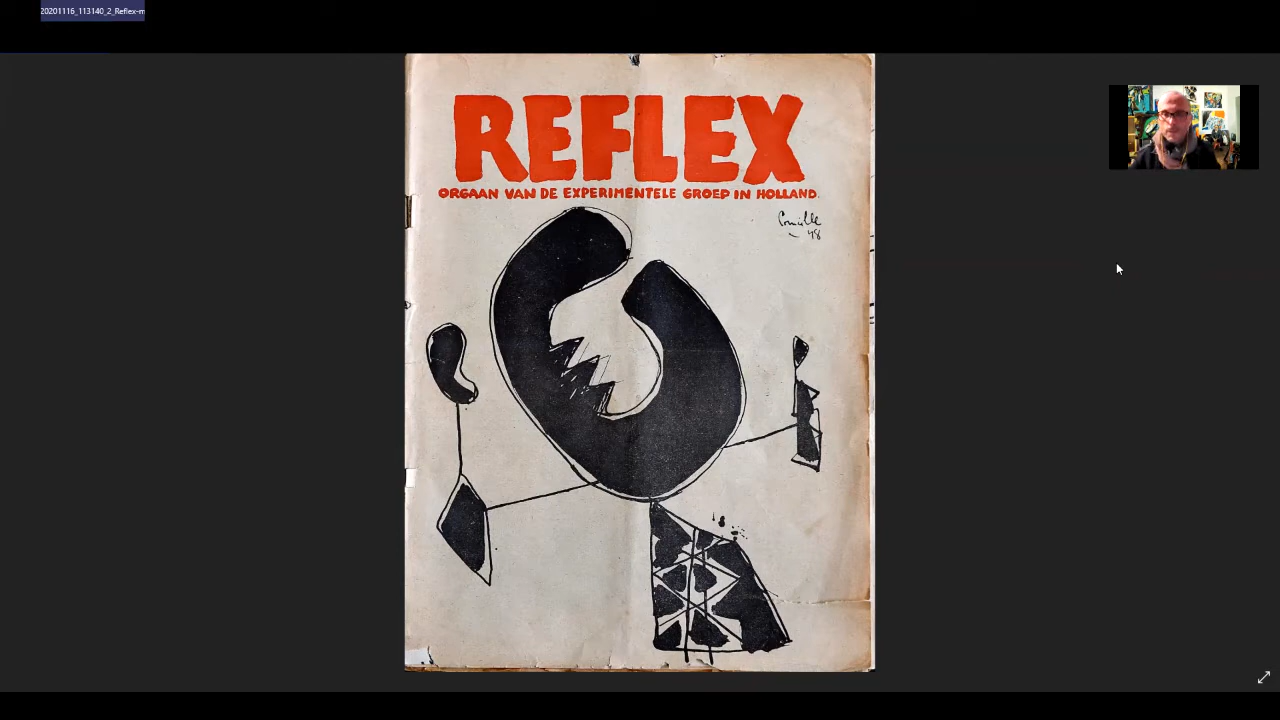 20201116_113140_2_Reflex-m
REFLEX
ORGAAN VAN DE EXPERIMENTELE GROEP IN HOLLAND.
Corneille
– '48